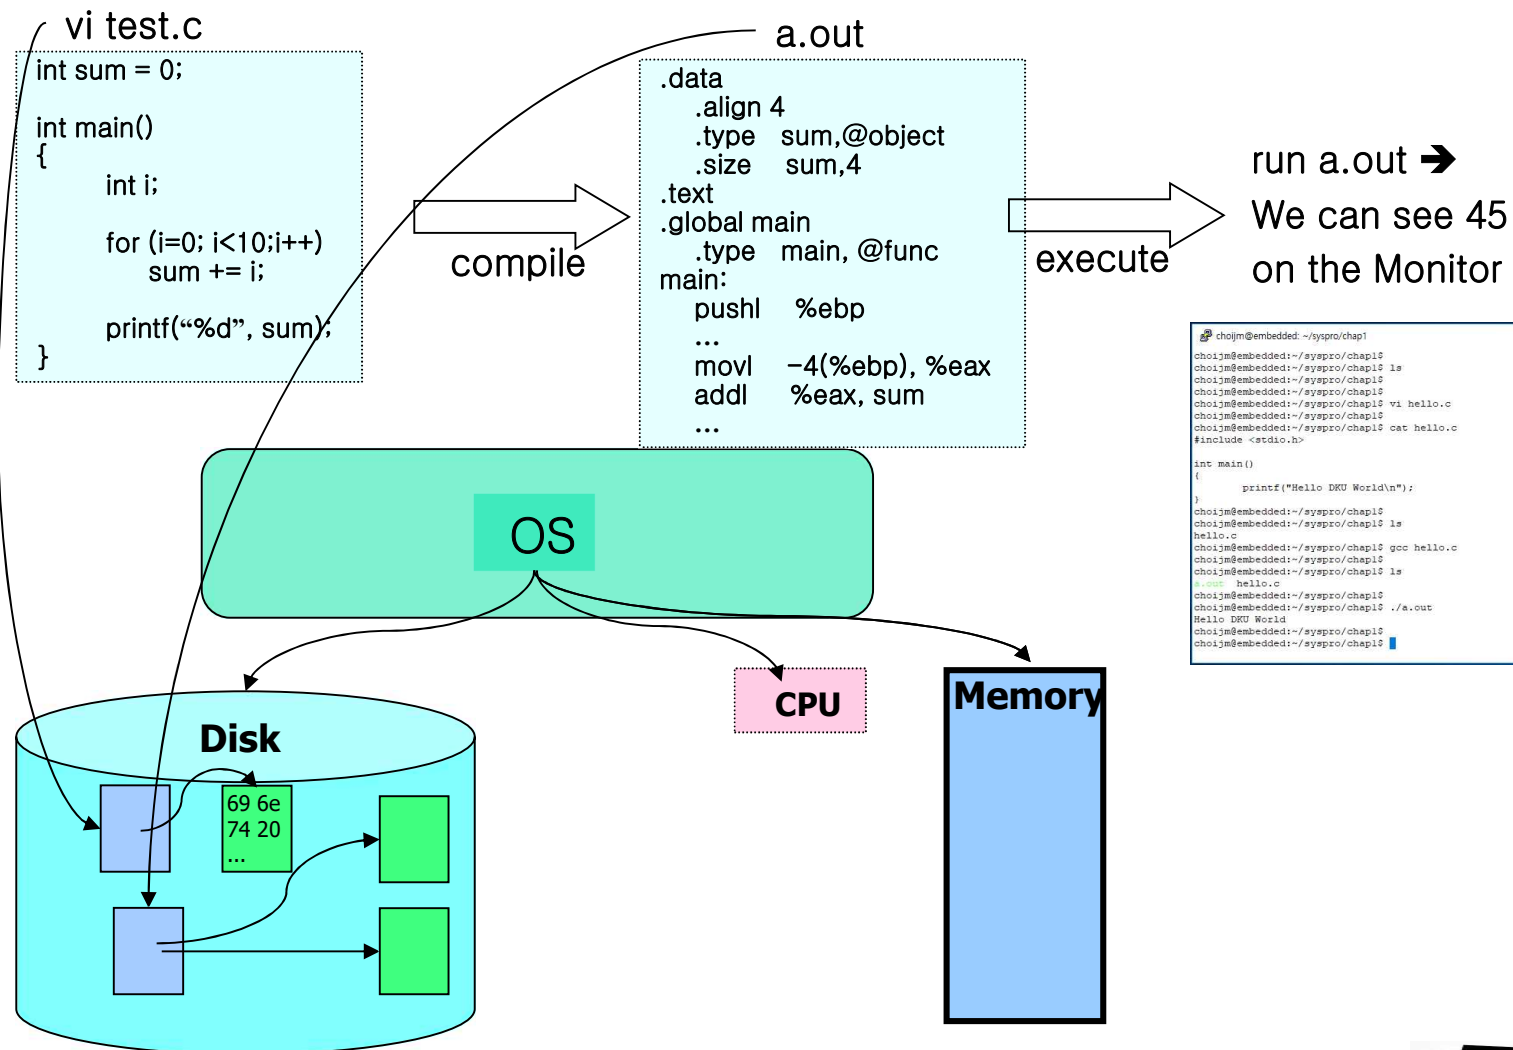 vi test.c
int sum = 0;
int main()
{
int i;
for (i=0; i<10;i++)
sum += i;
printf(“%d”, sum);
}
compile
a.out
.data
.align 4
.type sum,@object
.size sum,4
.text
.global main
.type main, @func
main:
pushl %ebp
...
movl -4(%ebp), %eax
addl %eax, sum
...
execute
run a.out ➔
We can see 45
on the Monitor
choijm@embedded: ~/syspro/chap1
choijm@embedded:~/syspro/chap1$
choijm@embedded:~/syspro/chap1$ ls
choijm@embedded:~/syspro/chap1$
choijm@embedded:~/syspro/chap1$
choijm@embedded:~/syspro/chap1$ vi hello.c
choijm@embedded:~/syspro/chap1$
choijm@embedded:~/syspro/chap1$ cat hello.c
#include <stdio.h>
int main()
{
printf("Hello DKU World\n");
}
choijm@embedded:~/syspro/chap1$
choijm@embedded:~/syspro/chap1$ ls
hello.c
choijm@embedded:~/syspro/chap1$ gcc hello.c
choijm@embedded:~/syspro/chap1$
choijm@embedded:~/syspro/chap1$ ls
a.out hello.c
choijm@embedded:~/syspro/chap1$
choijm@embedded:~/syspro/chap1$ ./a.out
Hello DKU World
choijm@embedded:~/syspro/chap1$
choijm@embedded:~/syspro/chap1$
OS
Disk
CPU
Memory
69 6e
74 20
...